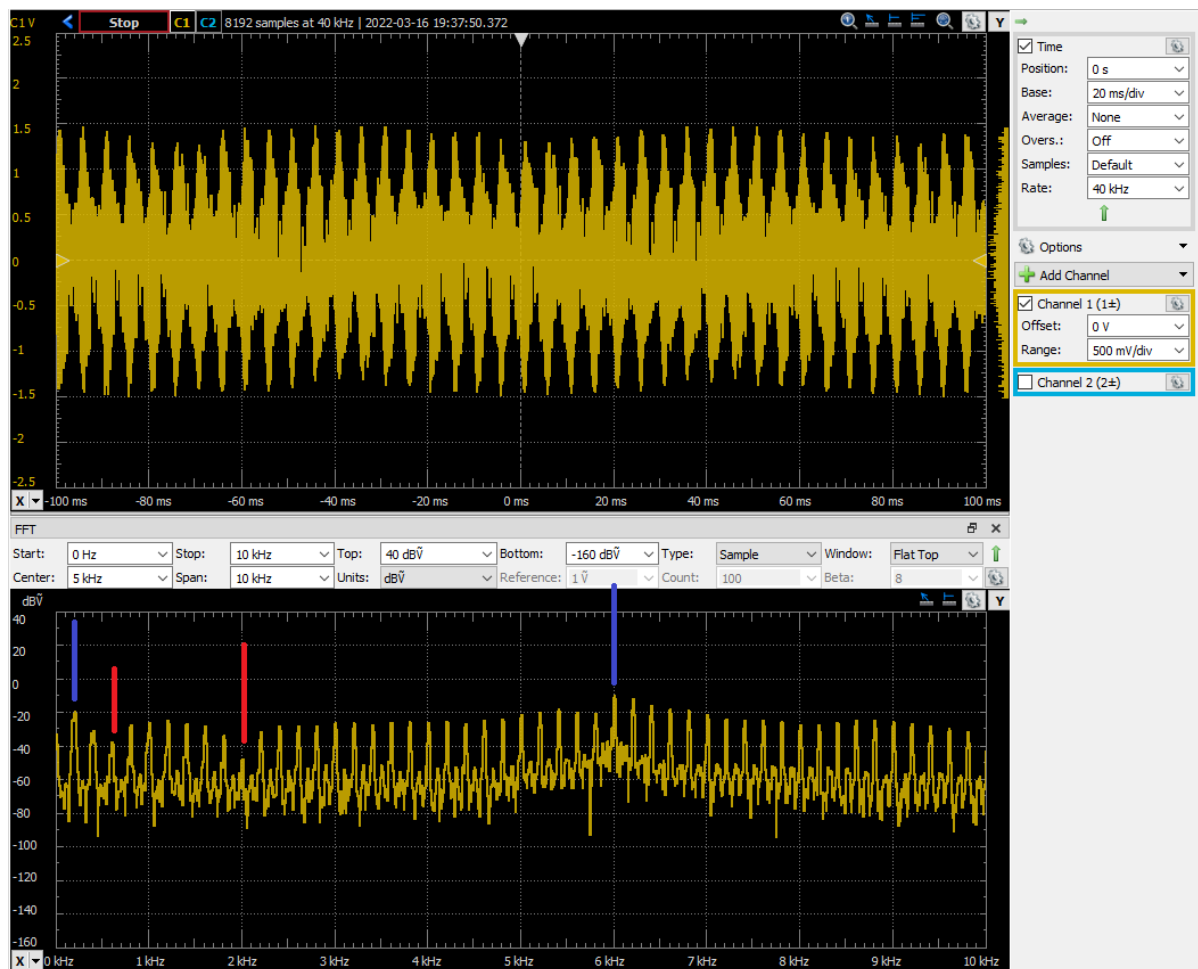 C1 V Stop C1 C2 8192 samples at 40 kHz | 2022-03-16 19:37:50.372 Y
2.5
2
1.5
1
0.5
0
-0.5
-1
-1.5
-2
-2.5
X -100 ms -80 ms -60 ms -40 ms -20 ms 0 ms 20 ms 40 ms 60 ms 80 ms 100 ms
Time
Position: 0 s
Base: 20 ms/div
Average: None
Overs.: Off
Samples: Default
Rate: 40 kHz
Options
Add Channel
Channel 1 (1±)
Offset: 0 V
Range: 500 mV/div
Channel 2 (2±)
FFT
Start: 0 Hz Stop: 10 kHz Top: 40 dBṼ Bottom: -160 dBṼ Type: Sample Window: Flat Top
Center: 5 kHz Span: 10 kHz Units: dBṼ Reference: 1 Ṽ Count: 100 Beta: 8
dBṼ Y
40
20
0
-20
-40
-60
-80
-100
-120
-140
-160
X 0 kHz 1 kHz 2 kHz 3 kHz 4 kHz 5 kHz 6 kHz 7 kHz 8 kHz 9 kHz 10 kHz